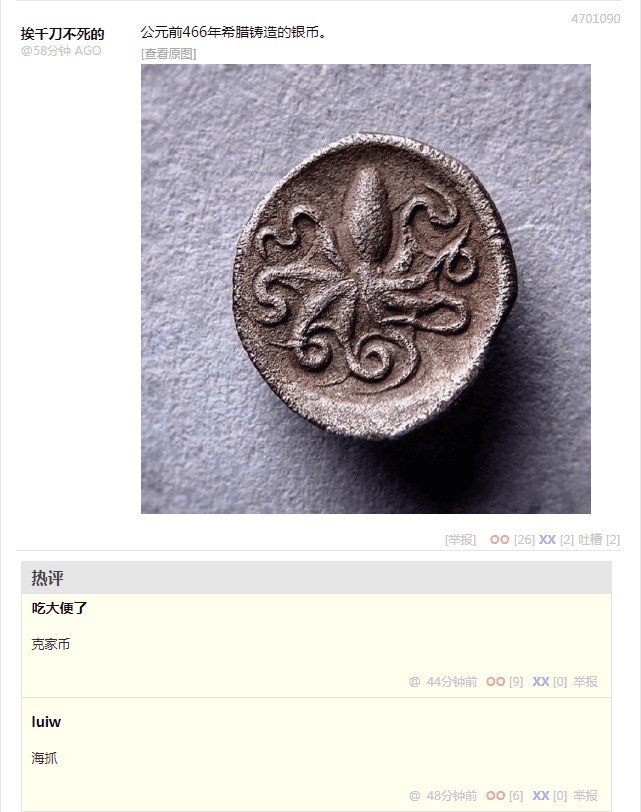 4701090
挨千刀不死的
公元前466年希腊铸造的银币。
@58分钟 AGO
[查看原图]
[举报] OO [26] XX [2] 吐槽 [2]
热评
吃大便了
克家币
@ 44分钟前 OO [9] XX [0] 举报
luiw
海抓
@ 48分钟前 OO [6] XX [0] 举报